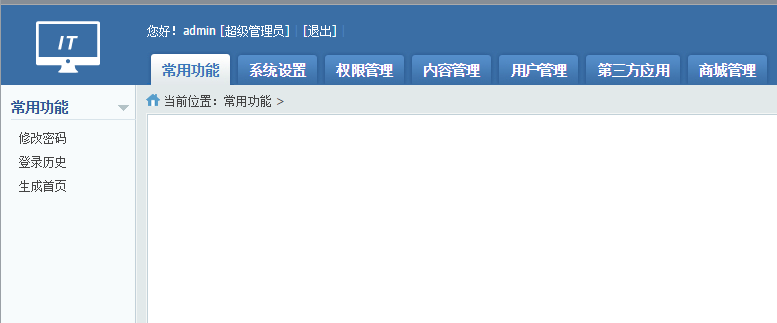 IT
您好！admin [超级管理员] | [退出] |
常用功能 系统设置 权限管理 内容管理 用户管理 第三方应用 商城管理
常用功能
当前位置：常用功能 >
修改密码
登录历史
生成首页